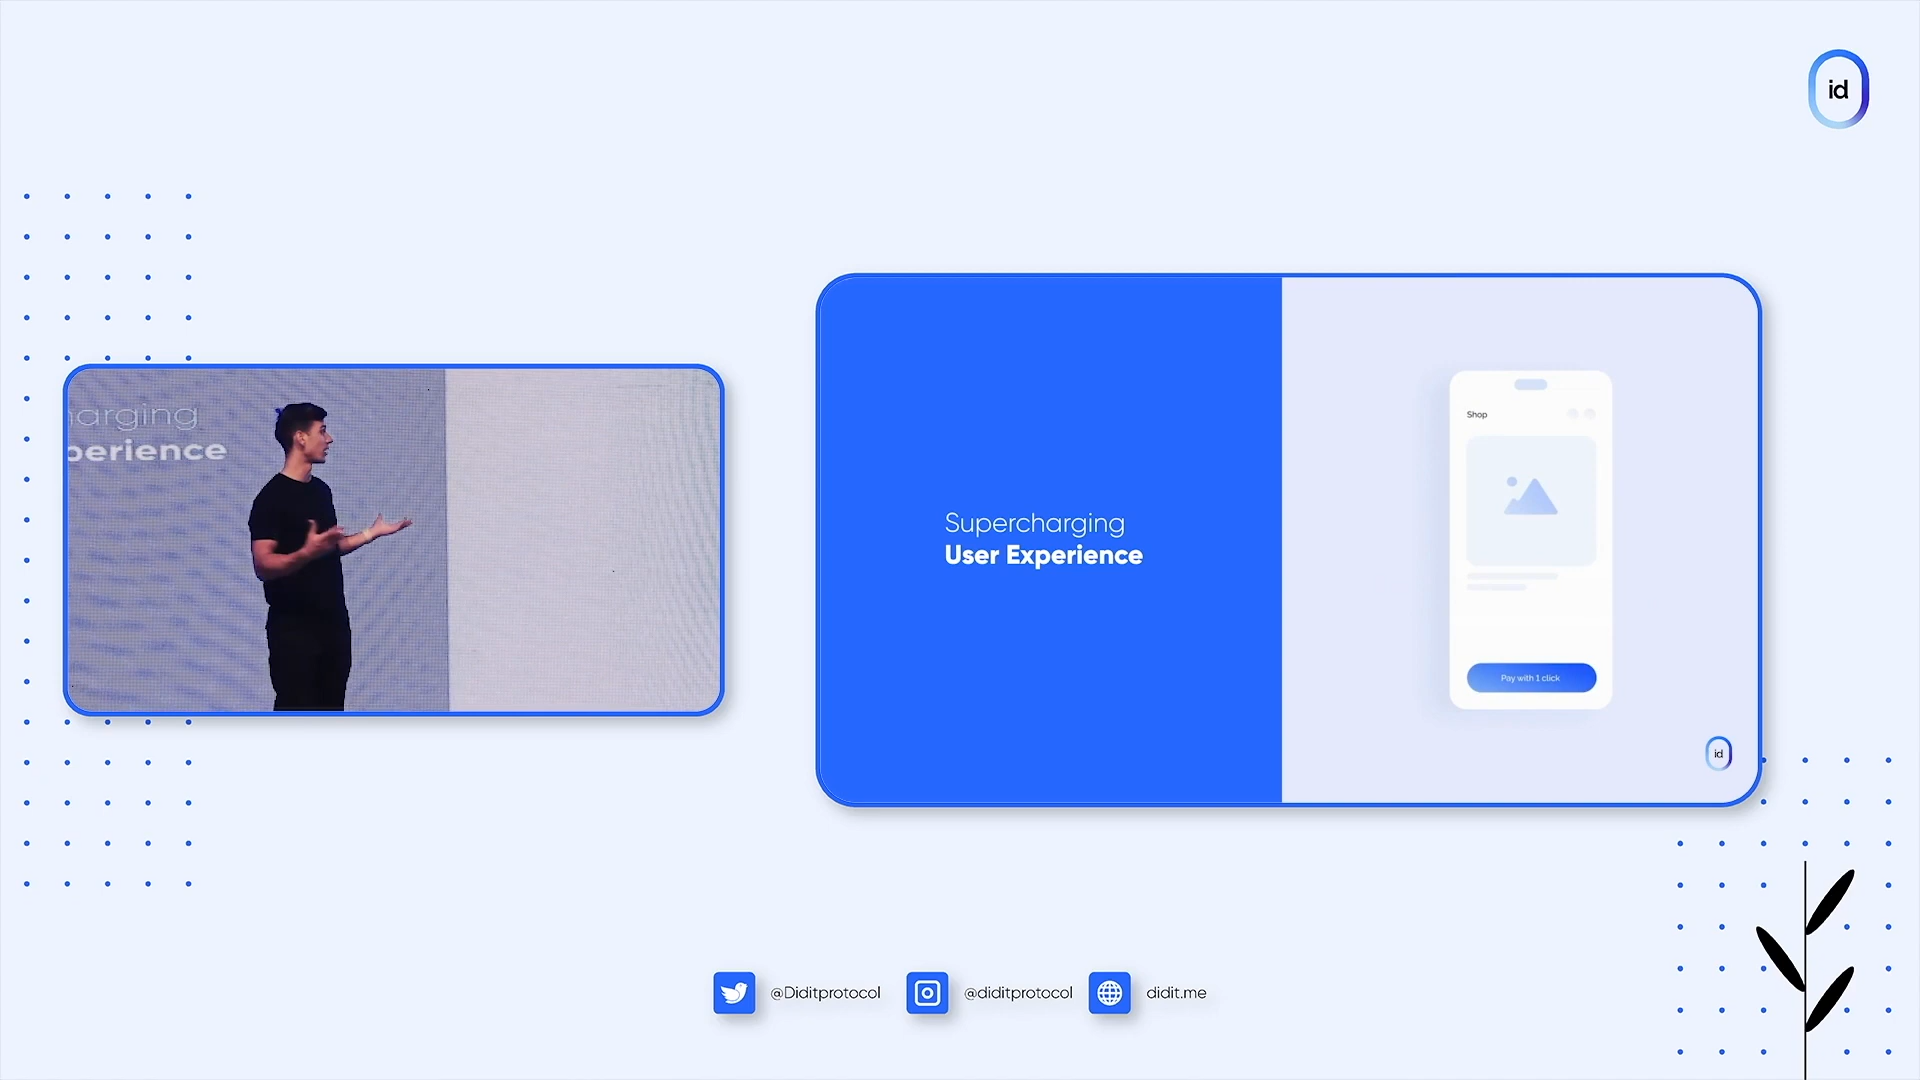 id
arging
perience
Supercharging
User Experience
Shop
Pay with 1 click
id
@Diditprotocol
@diditprotocol
didit.me